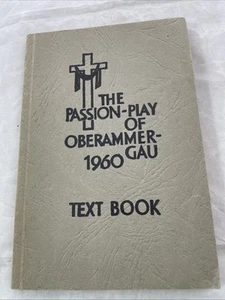 THE
PASSION-PLAY
OF
OBERAMMER-
1960 GAU
TEXT BOOK